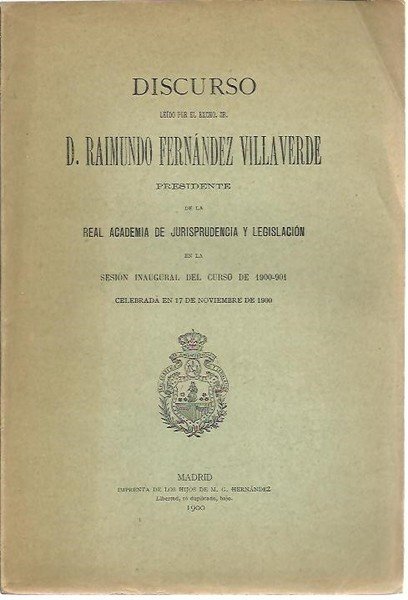 DISCURSO
LEÍDO POR EL EXCMO. SR.
D. RAIMUNDO FERNÁNDEZ VILLAVERDE
PRESIDENTE
DE LA
REAL ACADEMIA DE JURISPRUDENCIA Y LEGISLACIÓN
EN LA
SESIÓN INAUGURAL DEL CURSO DE 1900-901
CELEBRADA EN 17 DE NOVIEMBRE DE 1900
MADRID
IMPRENTA DE LOS HIJOS DE M. G. HERNÁNDEZ
Libertad, 16 duplicado, bajo.
1900